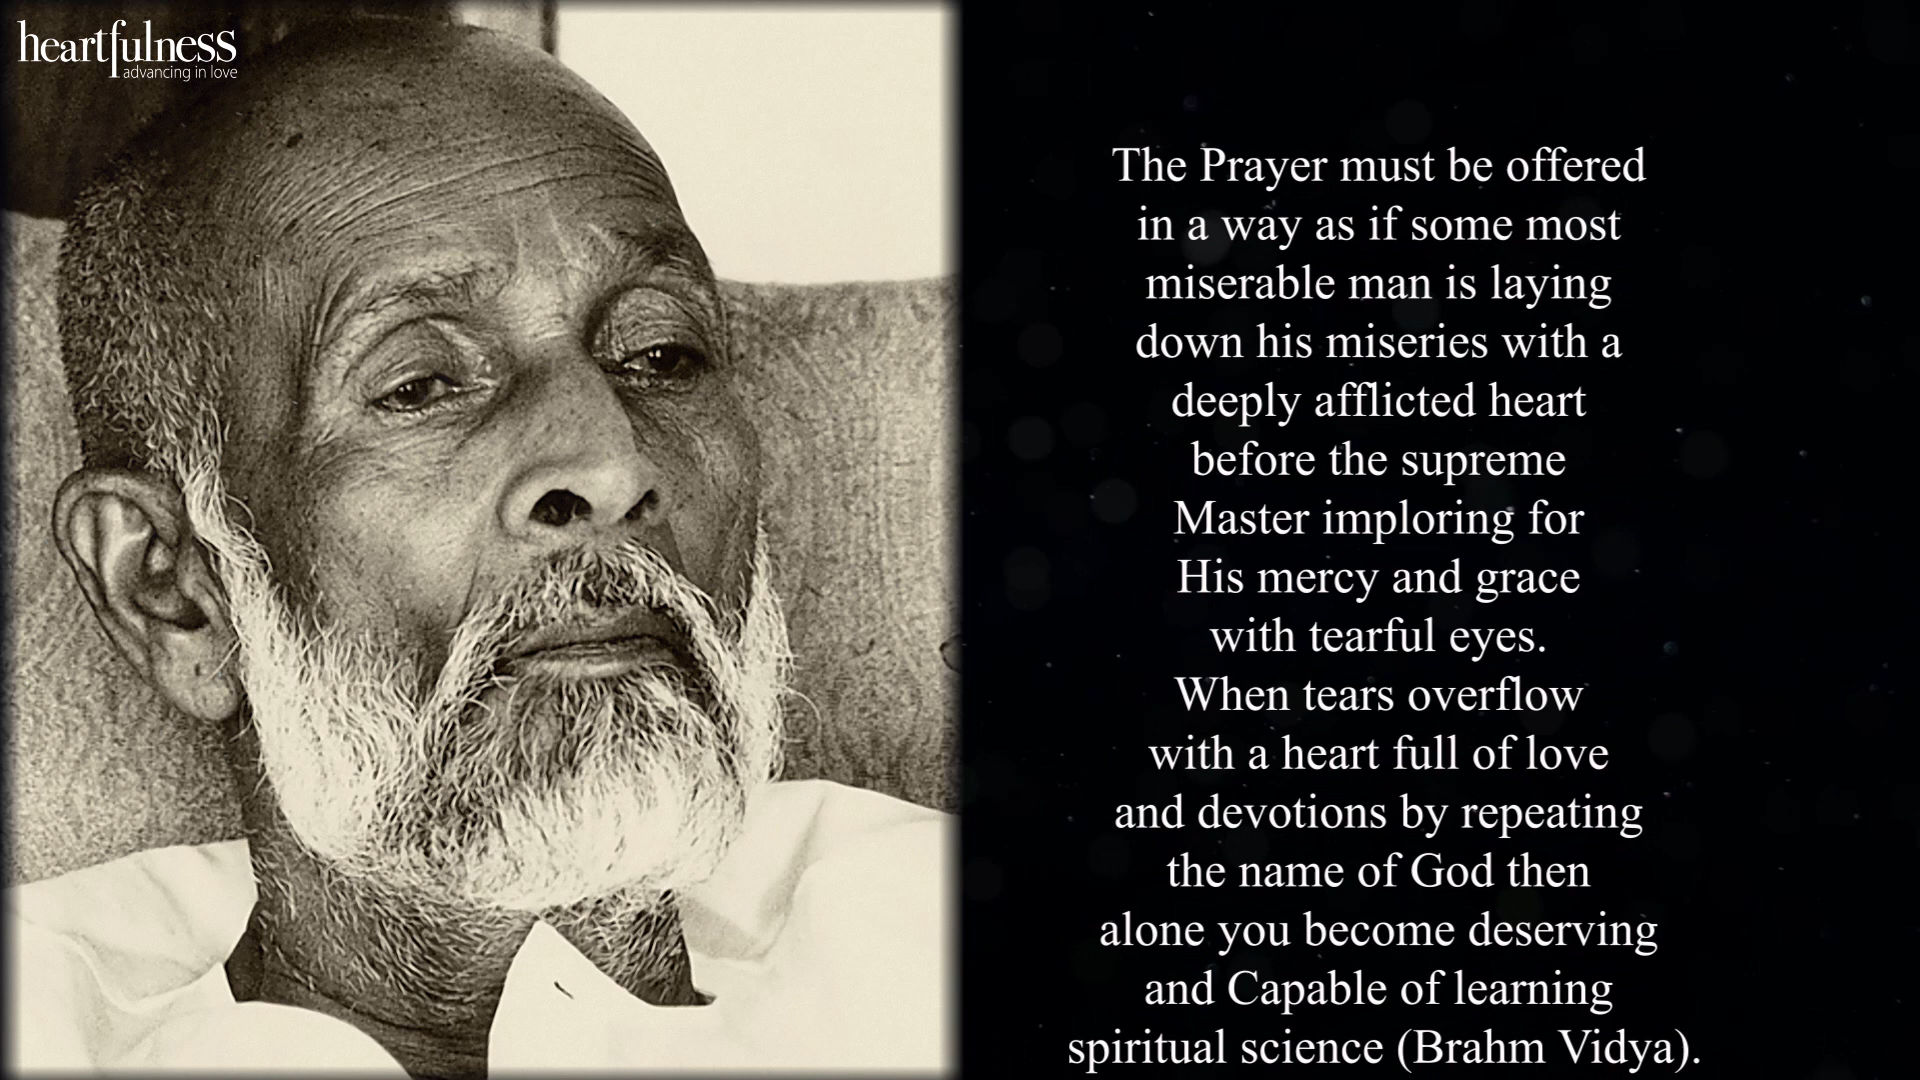 heartfulness
advancing in love
The Prayer must be offered
in a way as if some most
miserable man is laying
down his miseries with a
deeply afflicted heart
before the supreme
Master imploring for
His mercy and grace
with tearful eyes.
When tears overflow
with a heart full of love
and devotions by repeating
the name of God then
alone you become deserving
and Capable of learning
spiritual science (Brahm Vidya).